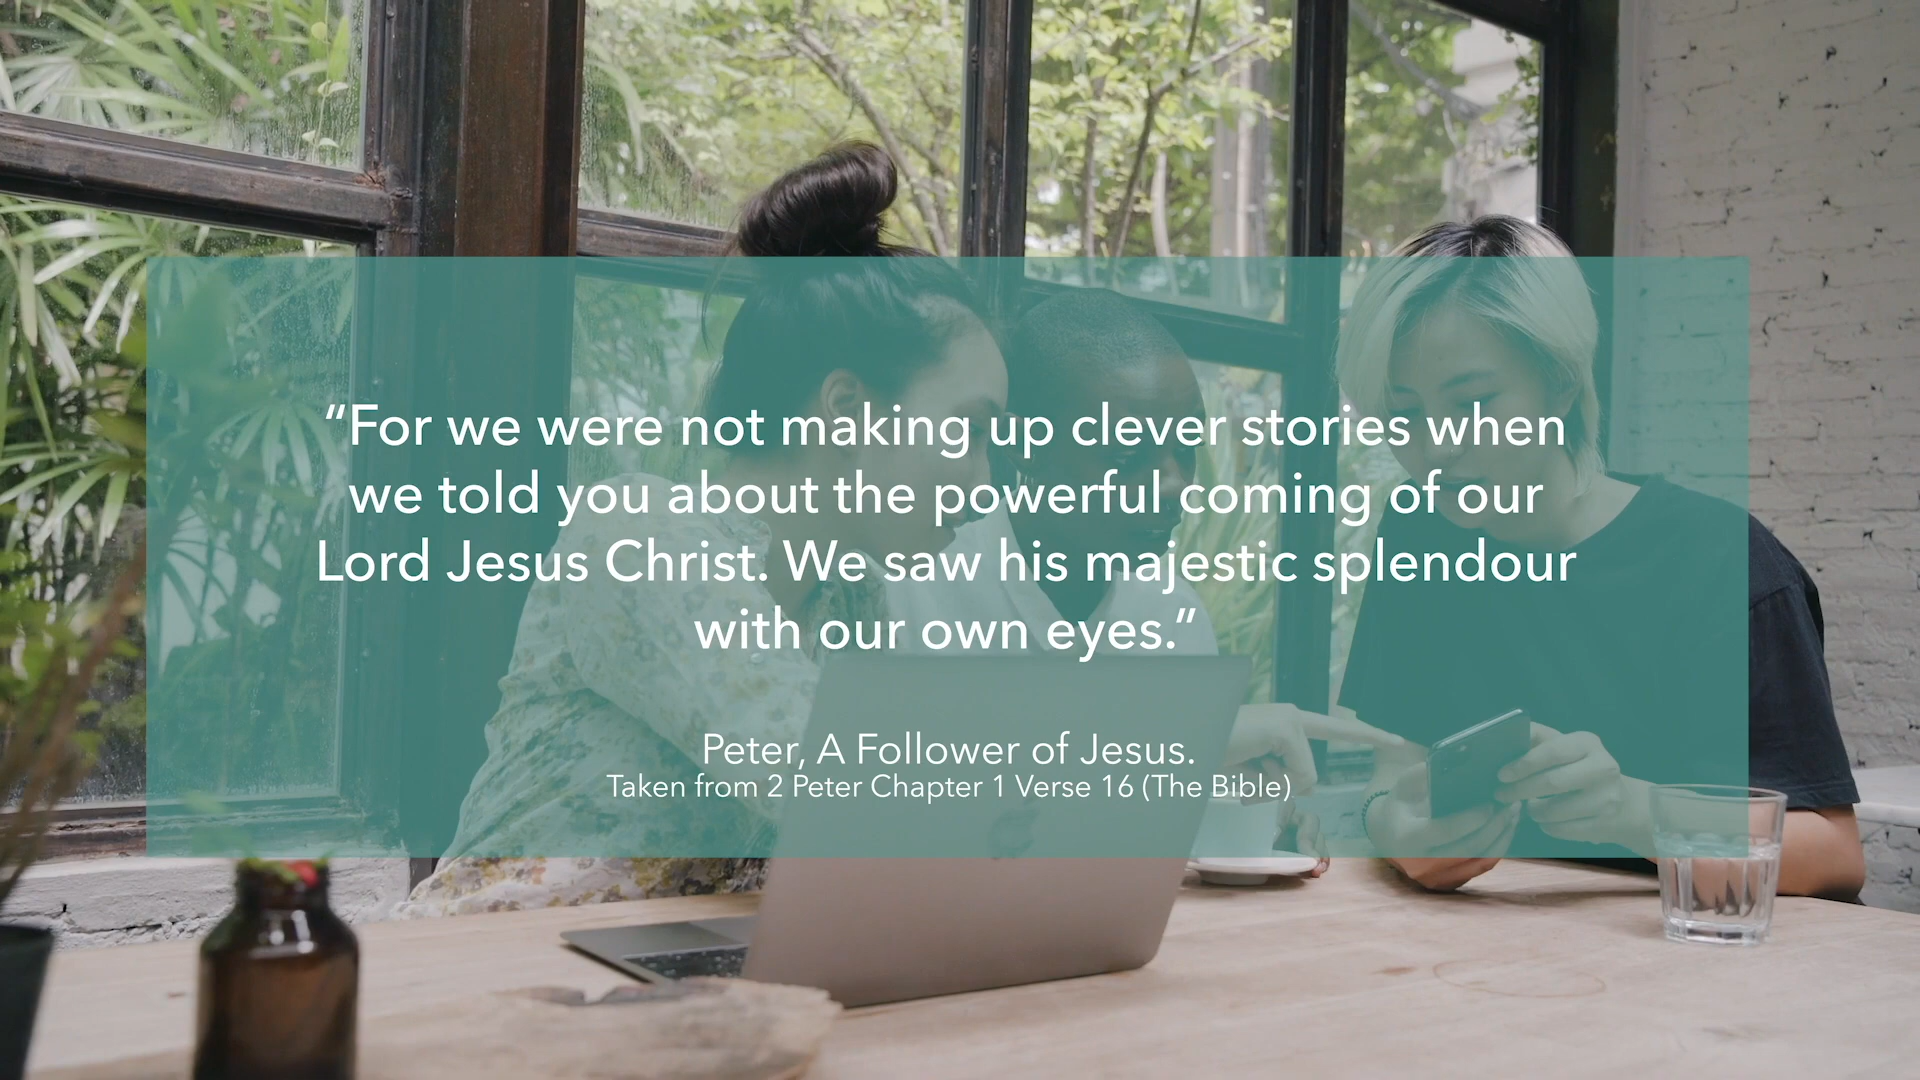 “For we were not making up clever stories when
we told you about the powerful coming of our
Lord Jesus Christ. We saw his majestic splendour
with our own eyes.”
Peter, A Follower of Jesus.
Taken from 2 Peter Chapter 1 Verse 16 (The Bible)